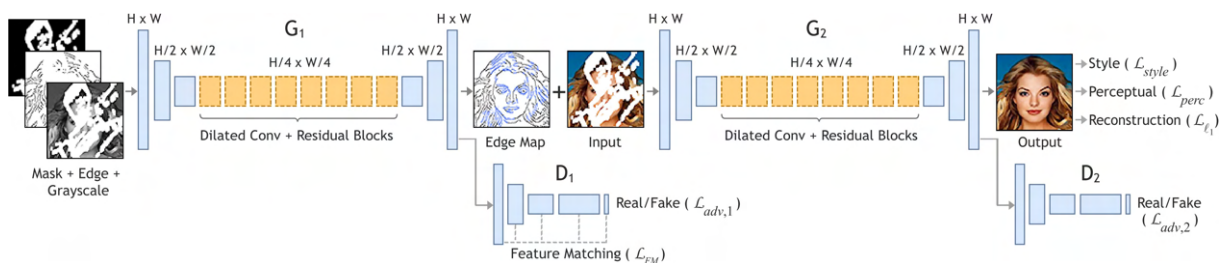 H x W
G₁
H x W
H x W
G₂
H x W
H/2 x W/2
H/2 x W/2
H/2 x W/2
H/2 x W/2
H/4 x W/4
H/4 x W/4
+
Style ( ℒstyle )
Perceptual ( ℒperc )
Reconstruction ( ℒℓ₁ )
Dilated Conv + Residual Blocks
Edge Map
Input
Dilated Conv + Residual Blocks
Output
Mask + Edge +
Grayscale
D₁
D₂
Real/Fake ( ℒadv,1 )
Real/Fake
( ℒadv,2 )
Feature Matching ( ℒFM )